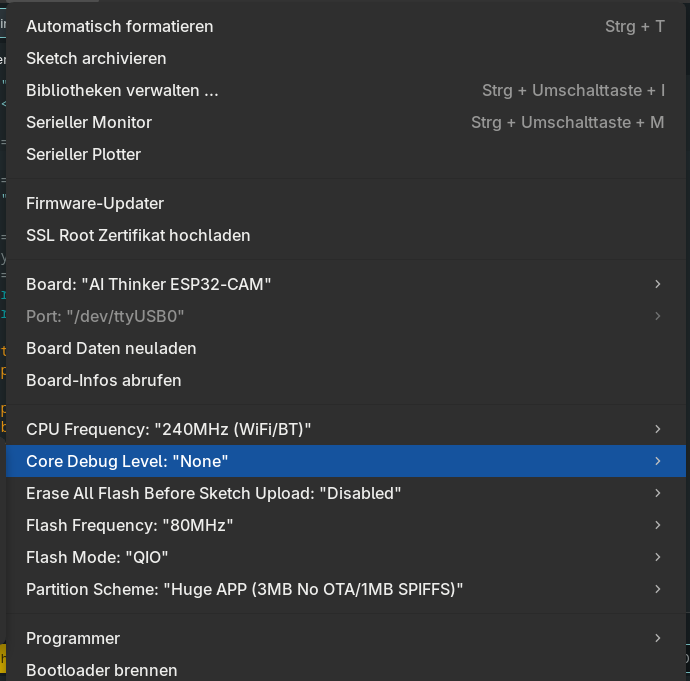 Automatisch formatieren Strg + T
Sketch archivieren
Bibliotheken verwalten ... Strg + Umschalttaste + I
Serieller Monitor Strg + Umschalttaste + M
Serieller Plotter
Firmware-Updater
SSL Root Zertifikat hochladen
Board: "AI Thinker ESP32-CAM"
Port: "/dev/ttyUSB0"
Board Daten neuladen
Board-Infos abrufen
CPU Frequency: "240MHz (WiFi/BT)"
Core Debug Level: "None"
Erase All Flash Before Sketch Upload: "Disabled"
Flash Frequency: "80MHz"
Flash Mode: "QIO"
Partition Scheme: "Huge APP (3MB No OTA/1MB SPIFFS)"
Programmer
Bootloader brennen